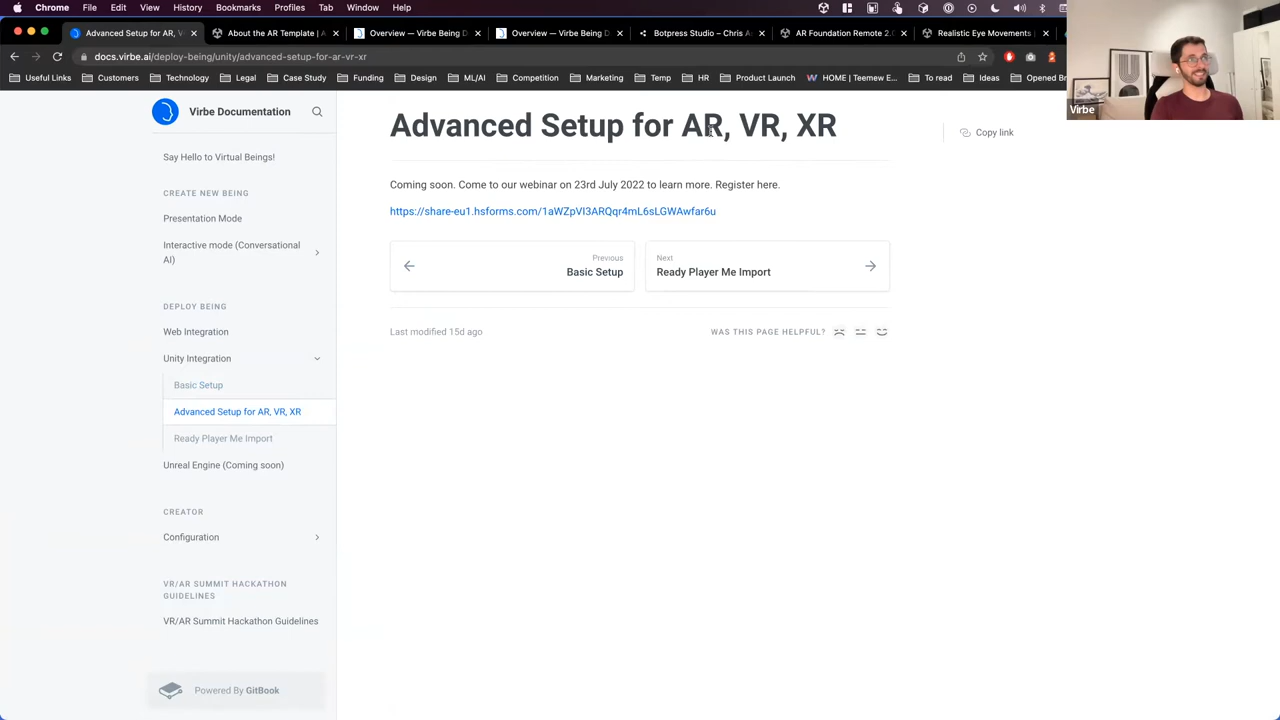 Chrome File Edit View History Bookmarks Profiles Tab Window Help
Advanced Setup for AR, V
About the AR Template | A
Overview — Virbe Being D
Overview — Virbe Being D
Botpress Studio – Chris A
AR Foundation Remote 2.0
Realistic Eye Movements
docs.virbe.ai/deploy-being/unity/advanced-setup-for-ar-vr-xr
Useful Links Customers Technology Legal Case Study Funding Design ML/AI Competition Marketing Temp HR Product Launch HOME | Teemew E... To read Ideas Opened Br
Virbe
Virbe Documentation
Say Hello to Virtual Beings!
CREATE NEW BEING
Presentation Mode
Interactive mode (Conversational
AI)
DEPLOY BEING
Web Integration
Unity Integration
Basic Setup
Advanced Setup for AR, VR, XR
Ready Player Me Import
Unreal Engine (Coming soon)
CREATOR
Configuration
VR/AR SUMMIT HACKATHON
GUIDELINES
VR/AR Summit Hackathon Guidelines
Powered By GitBook
Advanced Setup for AR, VR, XR
Copy link
Coming soon. Come to our webinar on 23rd July 2022 to learn more. Register here.
https://share-eu1.hsforms.com/1aWZpVI3ARQqr4mL6sLGWAwfar6u
Previous
Basic Setup
Next
Ready Player Me Import
Last modified 15d ago
WAS THIS PAGE HELPFUL?